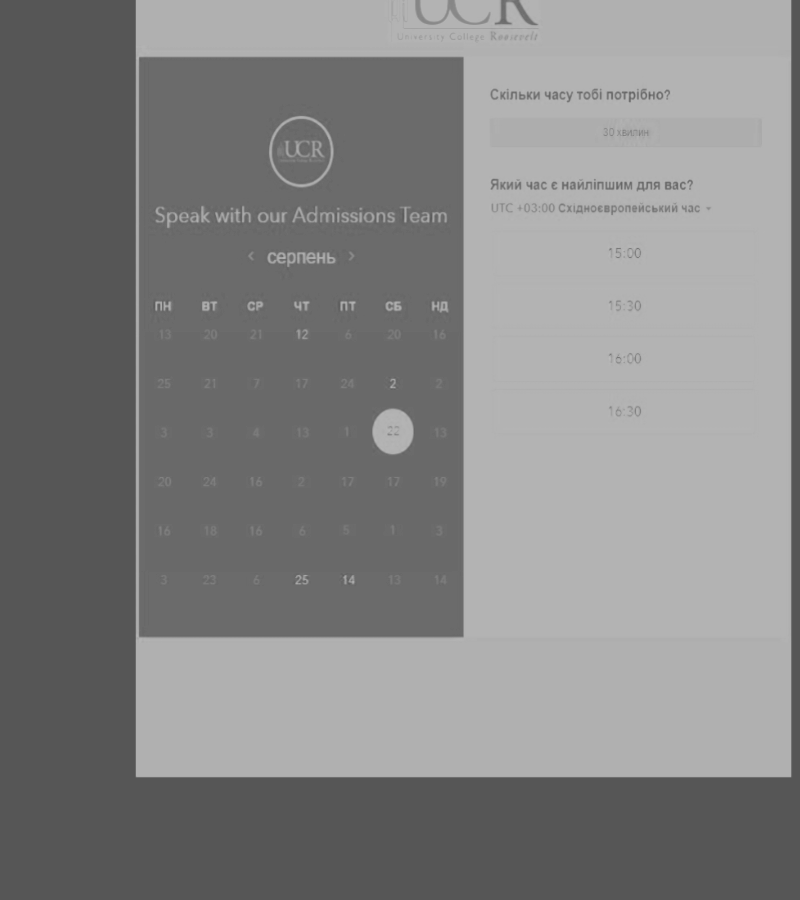 UCR
University College Roosevelt
UCR
Speak with our Admissions Team
‹ серпень ›
ПН ВТ СР ЧТ ПТ СБ НД
13 20 21 12 6 20 16
25 21 7 17 24 2 2
3 3 4 13 1 22 13
20 24 16 2 17 17 19
16 18 16 6 5 1 3
3 23 6 25 14 13 14
Скільки часу тобі потрібно?
30 хвилин
Який час є найліпшим для вас?
UTC +03:00 Східноєвропейський час
15:00
15:30
16:00
16:30